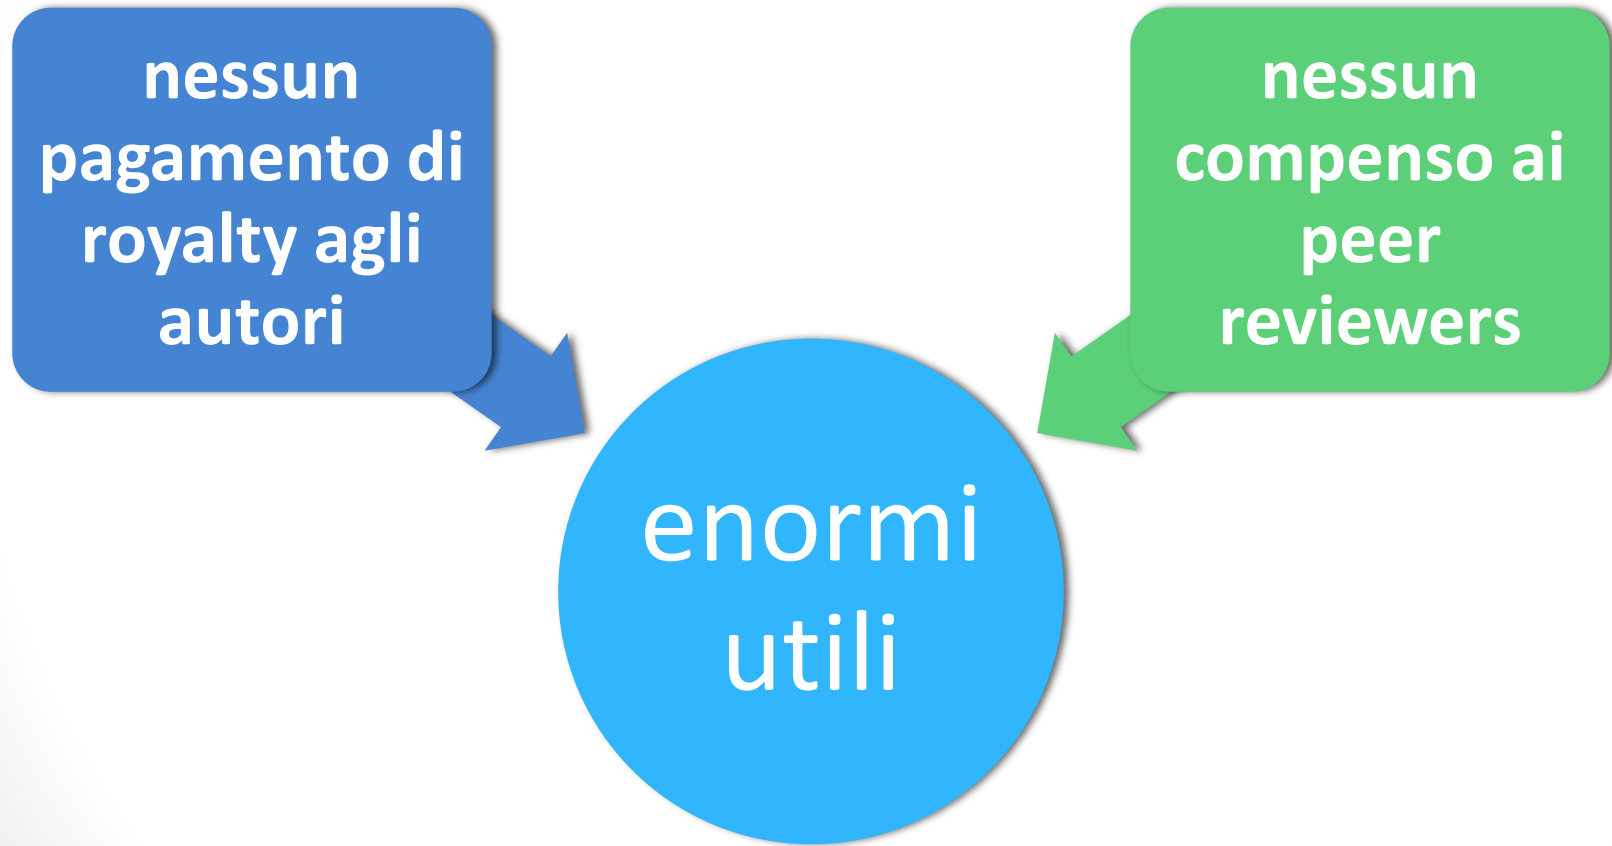 nessun
pagamento di
royalty agli
autori
nessun
compenso ai
peer
reviewers
enormi
utili